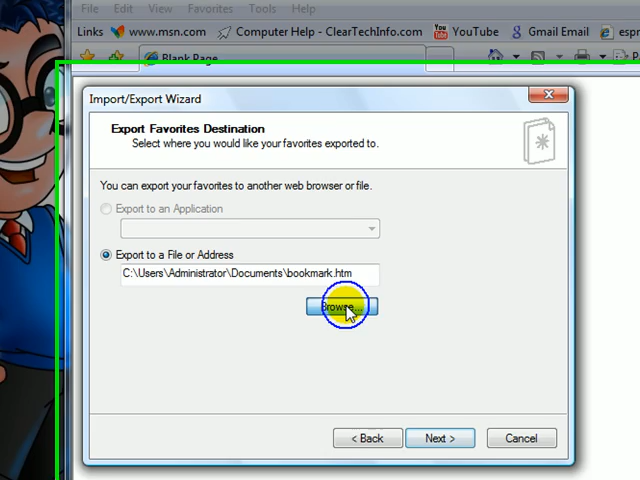 File Edit View Favorites Tools Help
Links www.msn.com Computer Help - ClearTechInfo.com YouTube Gmail Email
Blank Page
Import/Export Wizard
Export Favorites Destination
Select where you would like your favorites exported to.
You can export your favorites to another web browser or file.
Export to an Application
Export to a File or Address
C:\Users\Administrator\Documents\bookmark.htm
Browse...
< Back Next > Cancel